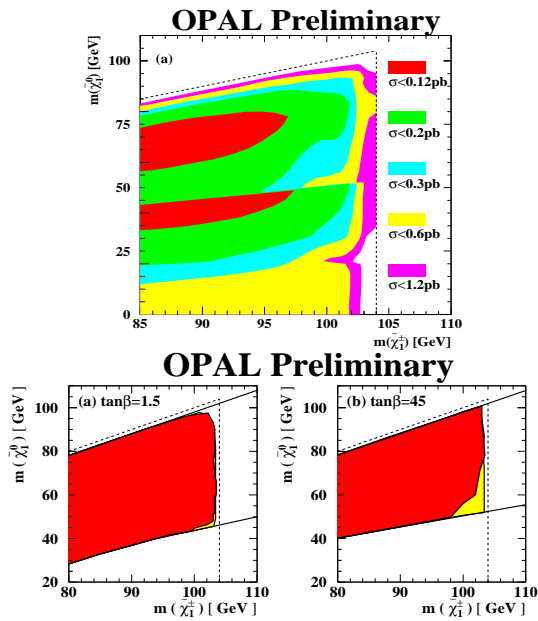 OPAL Preliminary
m(χ̃₁⁰) [GeV]
100
75
50
25
0
(a)
σ<0.12pb
σ<0.2pb
σ<0.3pb
σ<0.6pb
σ<1.2pb
85 90 95 100 105 110
m(χ̃₁±) [GeV]
OPAL Preliminary
m ( χ̃₁⁰ ) [ GeV ]
100
80
60
40
20
(a) tanβ=1.5
80 90 100 110
m ( χ̃₁± ) [ GeV ]
m ( χ̃₁⁰ ) [ GeV ]
100
80
60
40
20
(b) tanβ=45
80 90 100 110
m ( χ̃₁± ) [ GeV ]